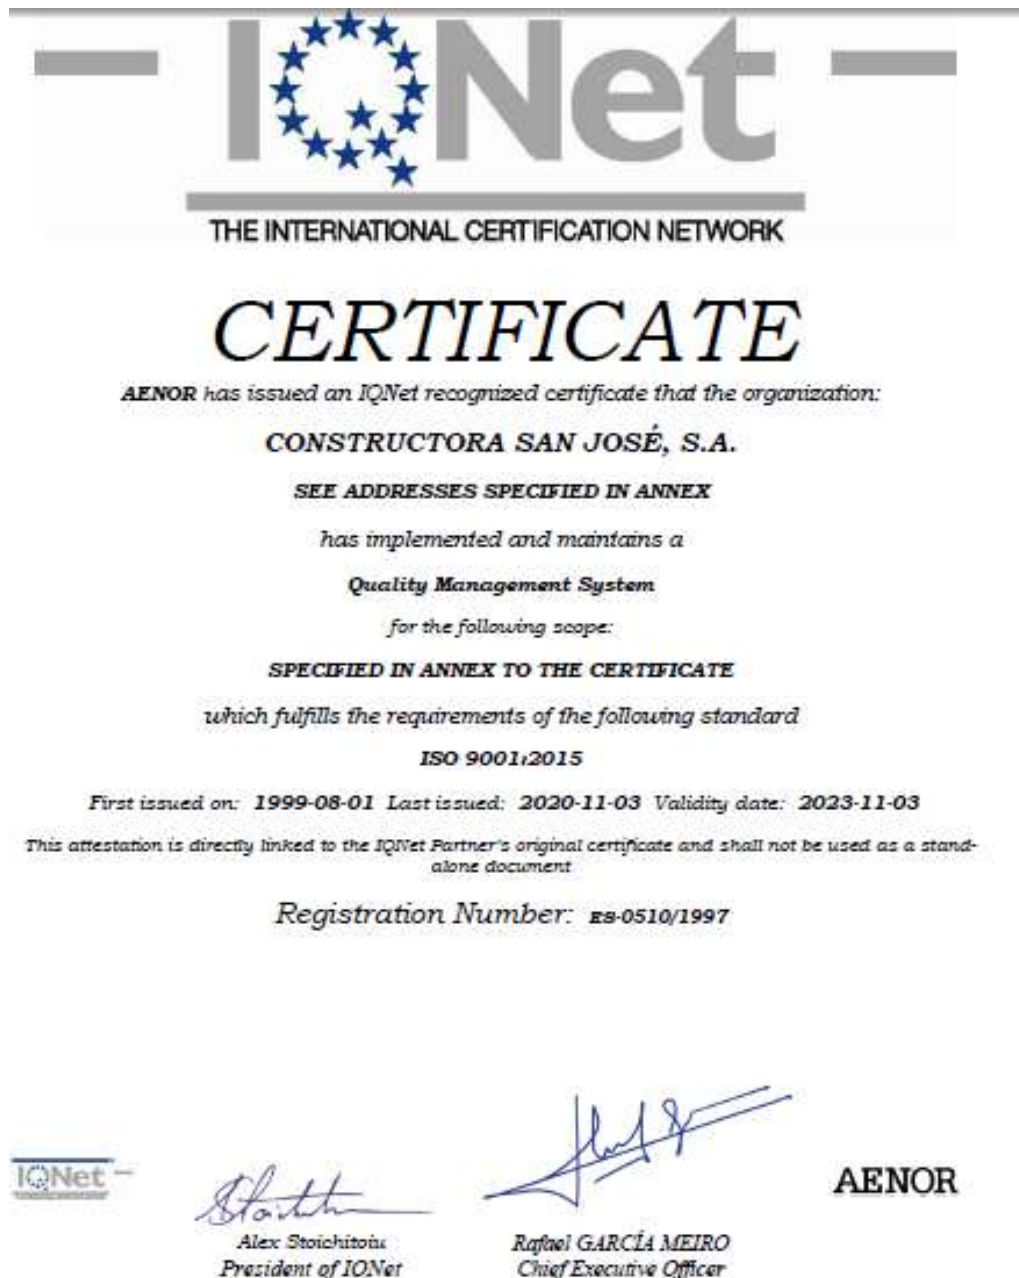 IQNet
THE INTERNATIONAL CERTIFICATION NETWORK
CERTIFICATE
AENOR has issued an IQNet recognized certificate that the organization:
CONSTRUCTORA SAN JOSÉ, S.A.
SEE ADDRESSES SPECIFIED IN ANNEX
has implemented and maintains a
Quality Management System
for the following scope:
SPECIFIED IN ANNEX TO THE CERTIFICATE
which fulfills the requirements of the following standard
ISO 9001:2015
First issued on: 1999-08-01 Last issued: 2020-11-03 Validity date: 2023-11-03
This attestation is directly linked to the IQNet Partner's original certificate and shall not be used as a stand-
alone document
Registration Number: ES-0510/1997
IQNet
AENOR
Alex Stoichitoiu
President of IQNet
Rafael GARCÍA MEIRO
Chief Executive Officer